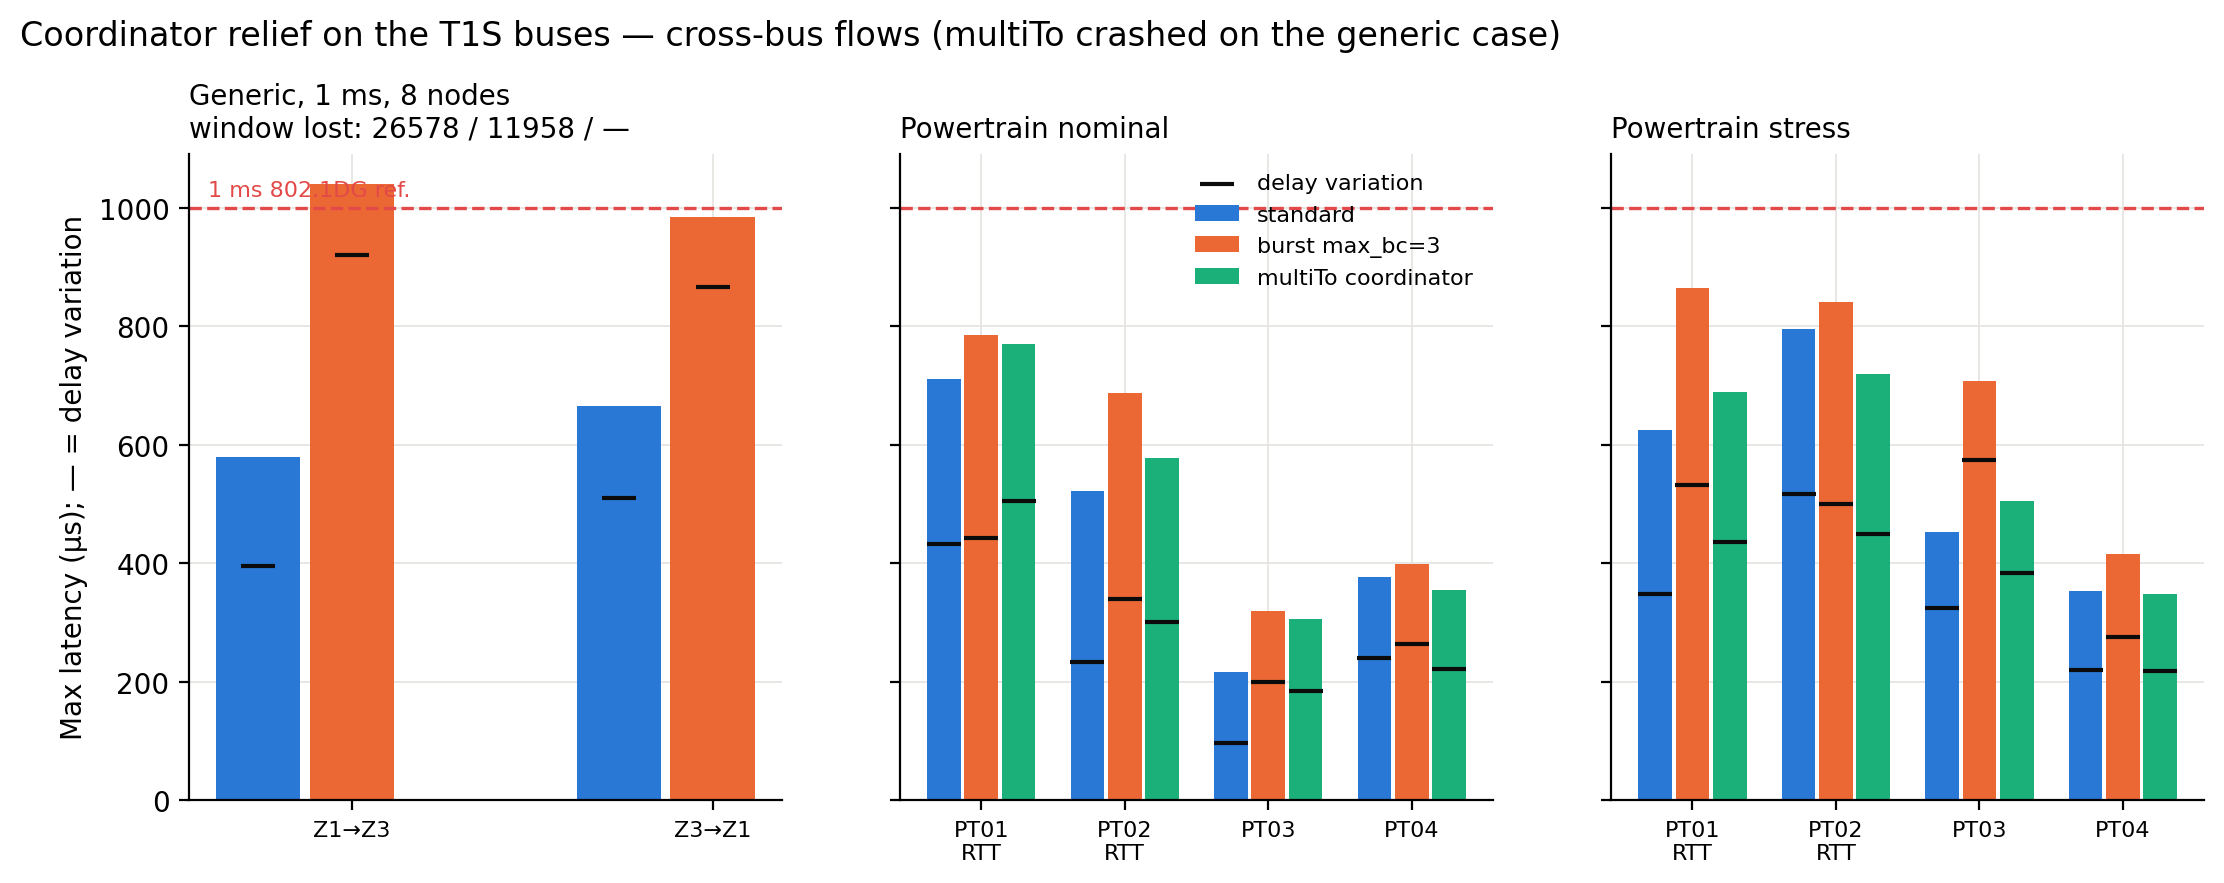 Coordinator relief on the T1S buses — cross-bus flows (multiTo crashed on the generic case)
Generic, 1 ms, 8 nodes
window lost: 26578 / 11958 / —
Powertrain nominal
Powertrain stress
Max latency (µs); — = delay variation
1000
800
600
400
200
0
1 ms 802.1DG ref.
Z1→Z3
Z3→Z1
delay variation
standard
burst max_bc=3
multiTo coordinator
PT01
RTT
PT02
RTT
PT03
PT04
PT01
RTT
PT02
RTT
PT03
PT04